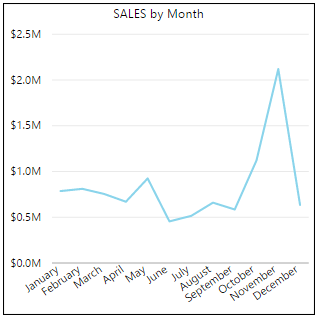 SALES by Month
$2.5M
$2.0M
$1.5M
$1.0M
$0.5M
$0.0M
January
February
March
April
May
June
July
August
September
October
November
December